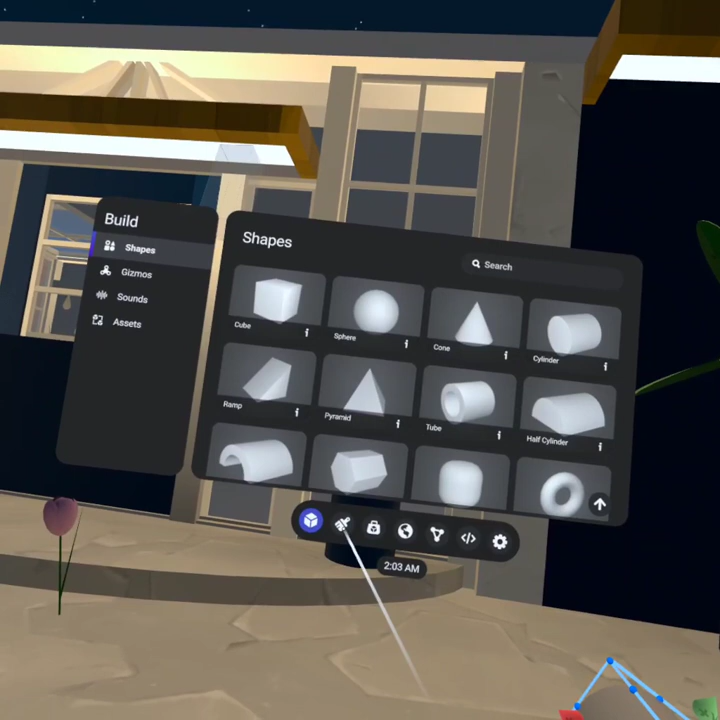 Build
Shapes
Gizmos
Sounds
Assets
Shapes
Search
Cube
Sphere
Cone
Cylinder
Ramp
Pyramid
Tube
Half Cylinder
2:03 AM